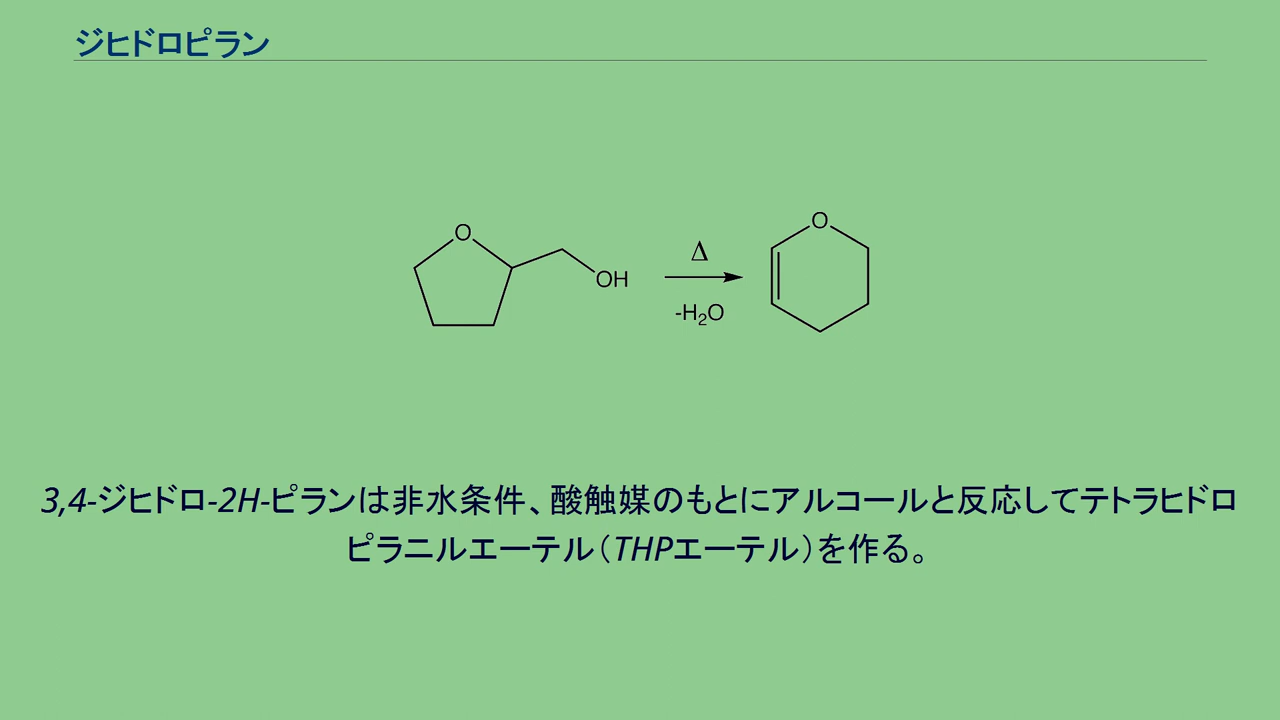 ジヒドロピラン
O
OH
Δ
-H₂O
O
3,4-ジヒドロ-2H-ピランは非水条件、酸触媒のもとにアルコールと反応してテトラヒドロ
ピラニルエーテル（THPエーテル）を作る。